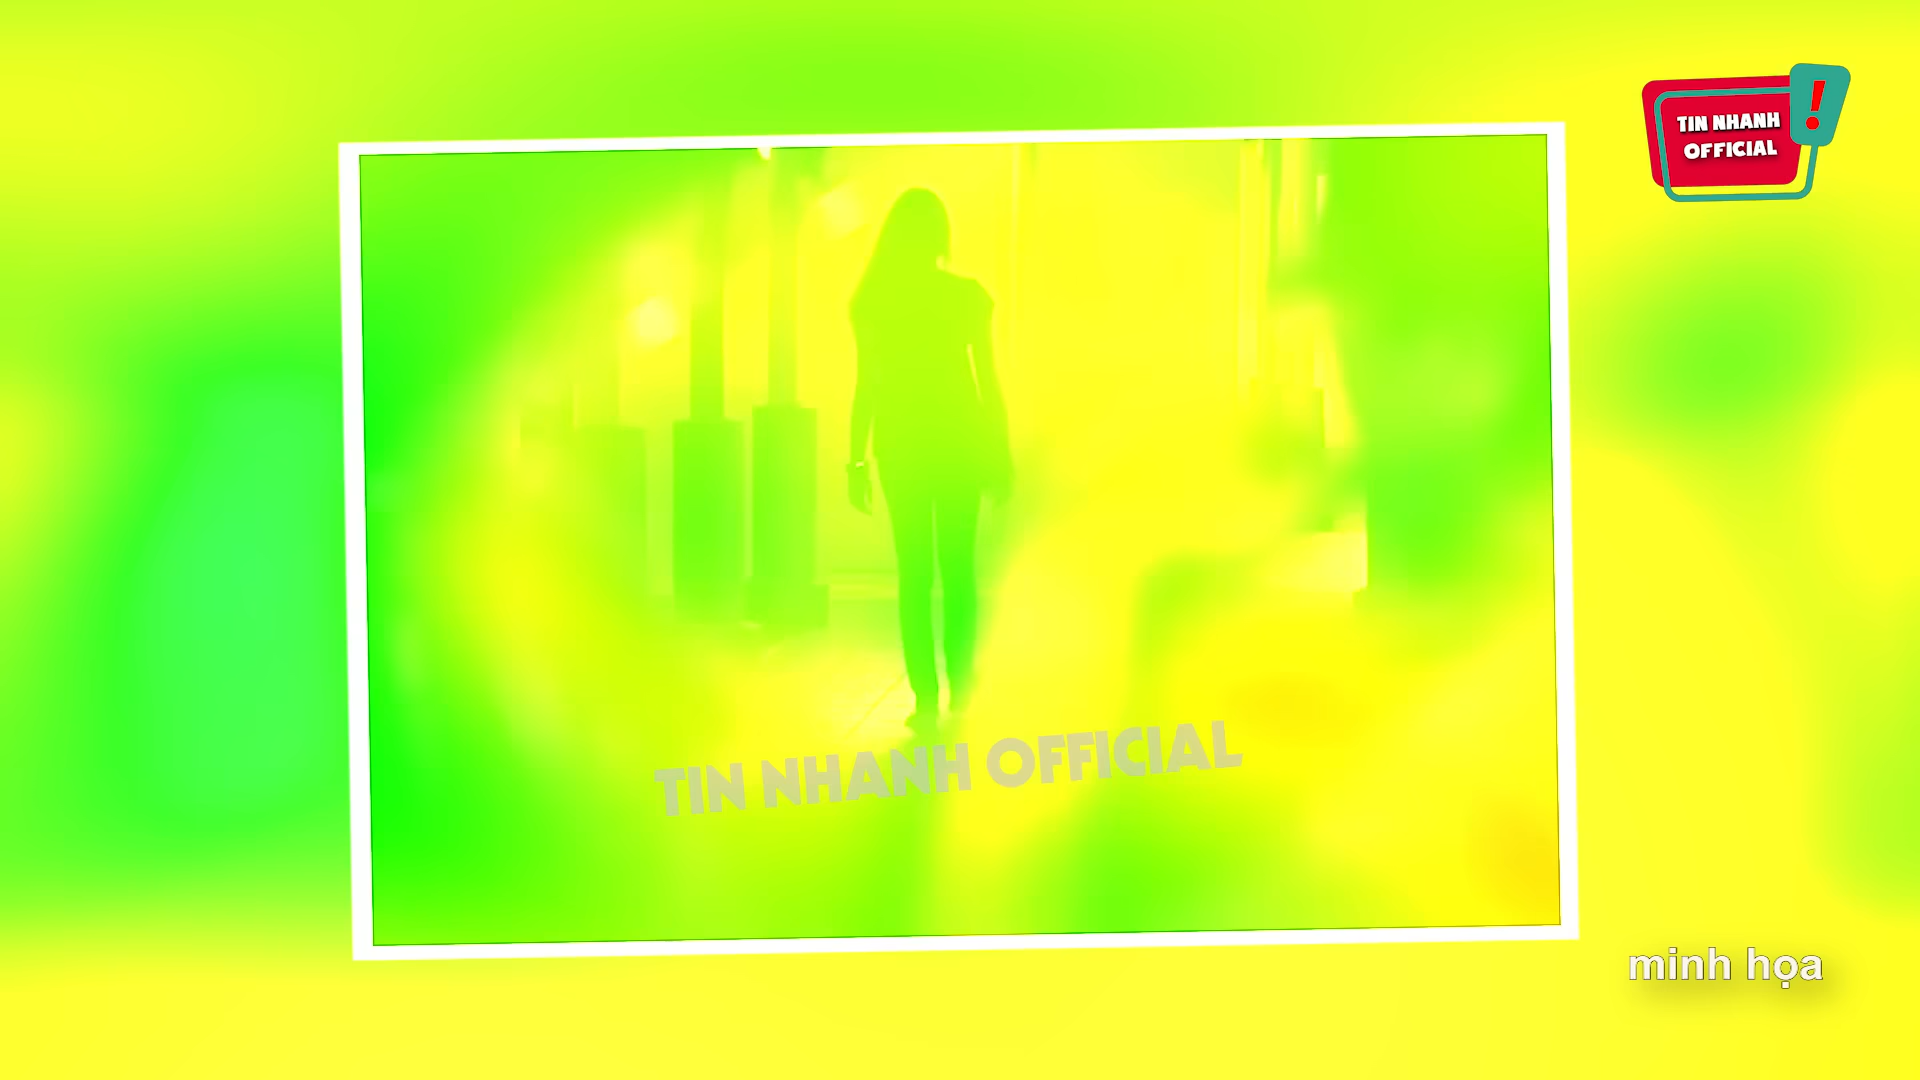 TIN NHANH
OFFICIAL
!
TIN NHANH OFFICIAL
minh họa